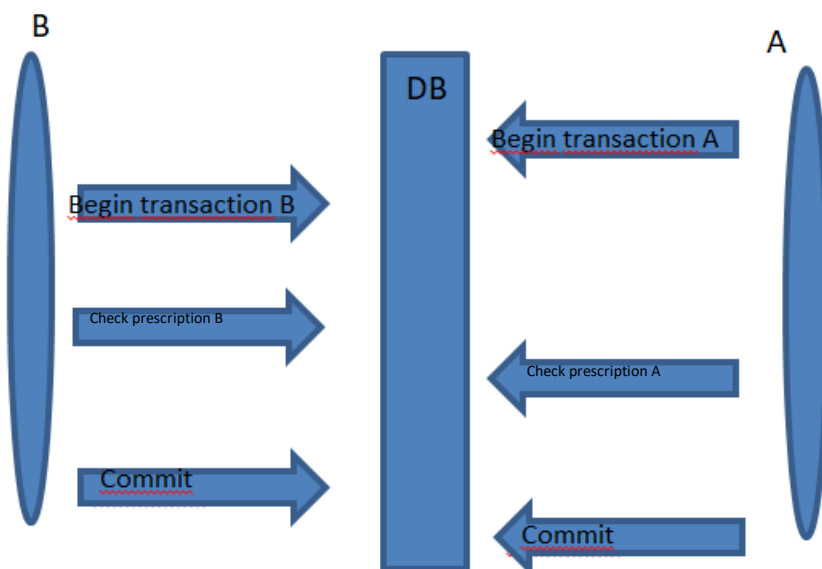 B
A
DB
Begin transaction A
Begin transaction B
Check prescription B
Check prescription A
Commit
Commit